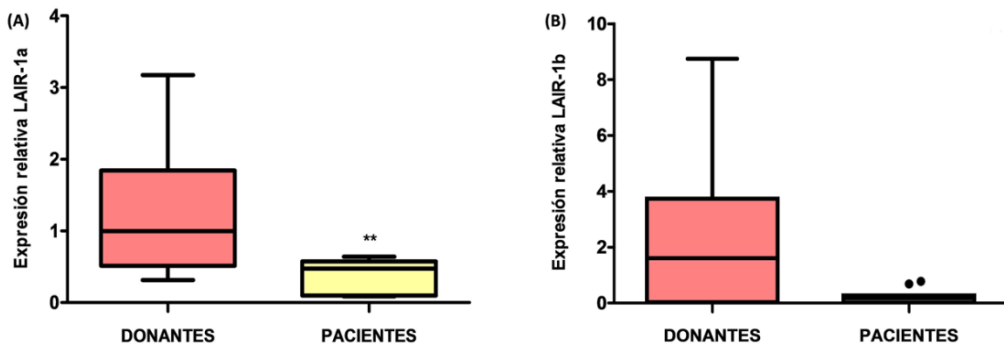 (A)
Expresión relativa LAIR-1a
4
3
2
1
0
**
DONANTES
PACIENTES
(B)
Expresión relativa LAIR-1b
10
8
6
4
2
0
DONANTES
PACIENTES